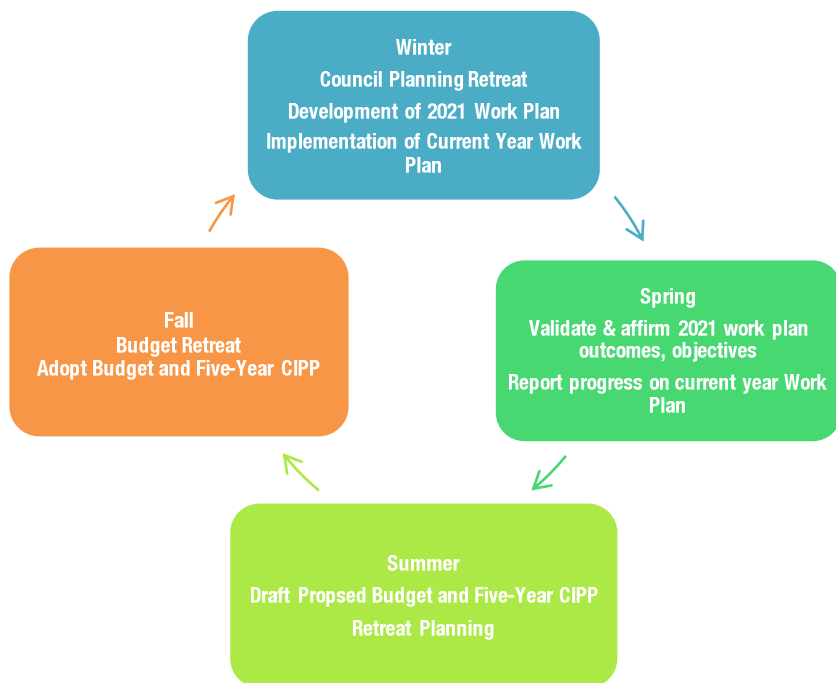 Winter
Council Planning Retreat
Development of 2021 Work Plan
Implementation of Current Year Work
Plan
Spring
Validate & affirm 2021 work plan
outcomes, objectives
Report progress on current year Work
Plan
Summer
Draft Propsed Budget and Five-Year CIPP
Retreat Planning
Fall
Budget Retreat
Adopt Budget and Five-Year CIPP